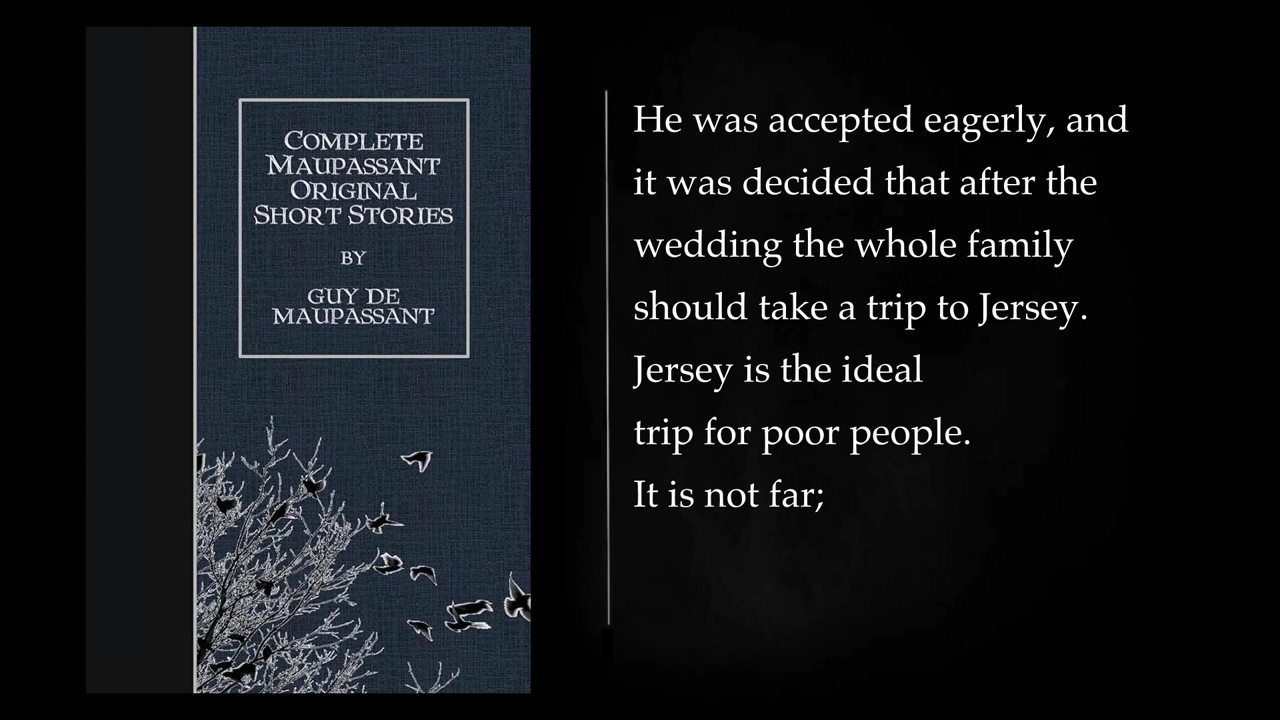 COMPLETE
MAUPASSANT
ORIGINAL
SHORT STORIES
BY
GUY DE
MAUPASSANT
He was accepted eagerly, and
it was decided that after the
wedding the whole family
should take a trip to Jersey.
Jersey is the ideal
trip for poor people.
It is not far;